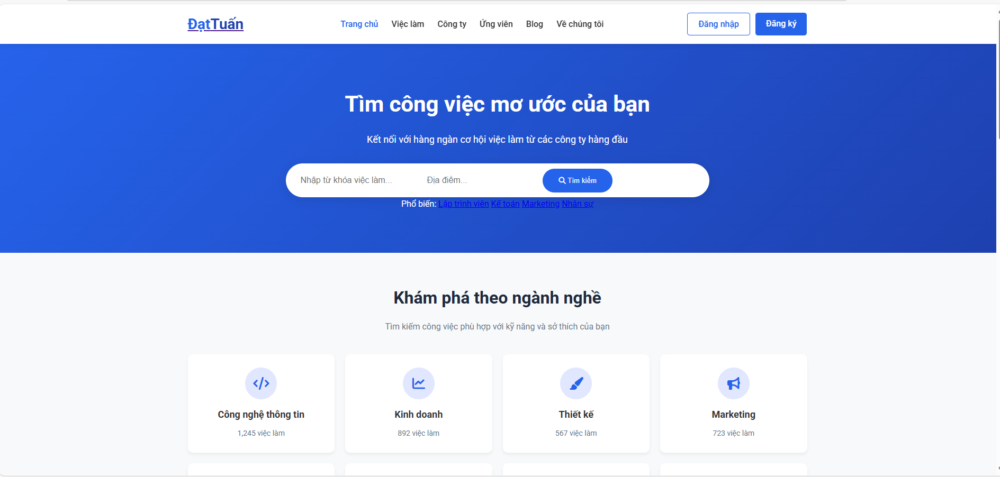 ĐạtTuấn
Trang chủ Việc làm Công ty Ứng viên Blog Về chúng tôi
Đăng nhập Đăng ký
Tìm công việc mơ ước của bạn
Kết nối với hàng ngàn cơ hội việc làm từ các công ty hàng đầu
Nhập từ khóa việc làm... Địa điểm... Tìm kiếm
Phổ biến: Lập trình viên Kế toán Marketing Nhân sự
Khám phá theo ngành nghề
Tìm kiếm công việc phù hợp với kỹ năng và sở thích của bạn
Công nghệ thông tin
1,245 việc làm
Kinh doanh
892 việc làm
Thiết kế
567 việc làm
Marketing
723 việc làm